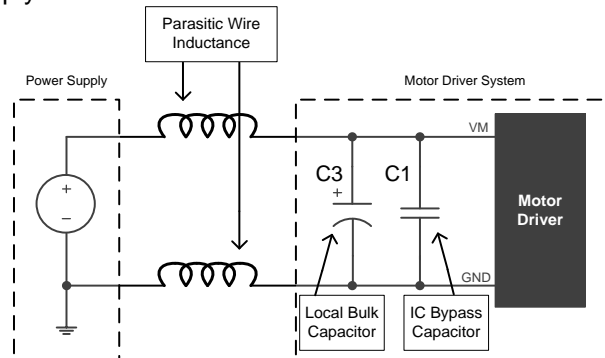 Parasitic Wire
Inductance
Power Supply
Motor Driver System
VM
C3
C1
+
+
–
Motor
Driver
GND
Local Bulk
Capacitor
IC Bypass
Capacitor